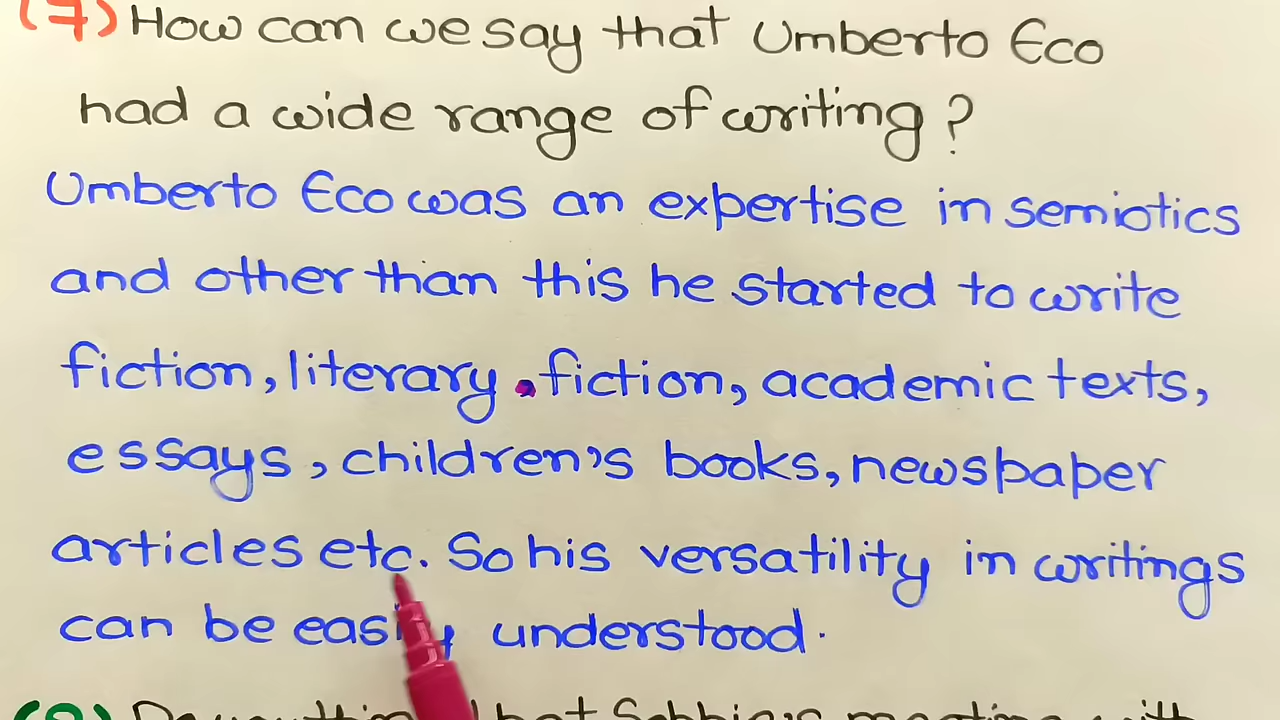 (7) How can we say that Umberto Eco
had a wide range of writing?
Umberto Eco was an expertise in semiotics
and other than this he started to write
fiction, literary fiction, academic texts,
essays, children's books, newspaper
articles etc. So his versatility in writings
can be easily understood.